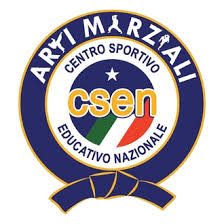 ARTI MARZIALI
CENTRO SPORTIVO
csen
EDUCATIVO NAZIONALE